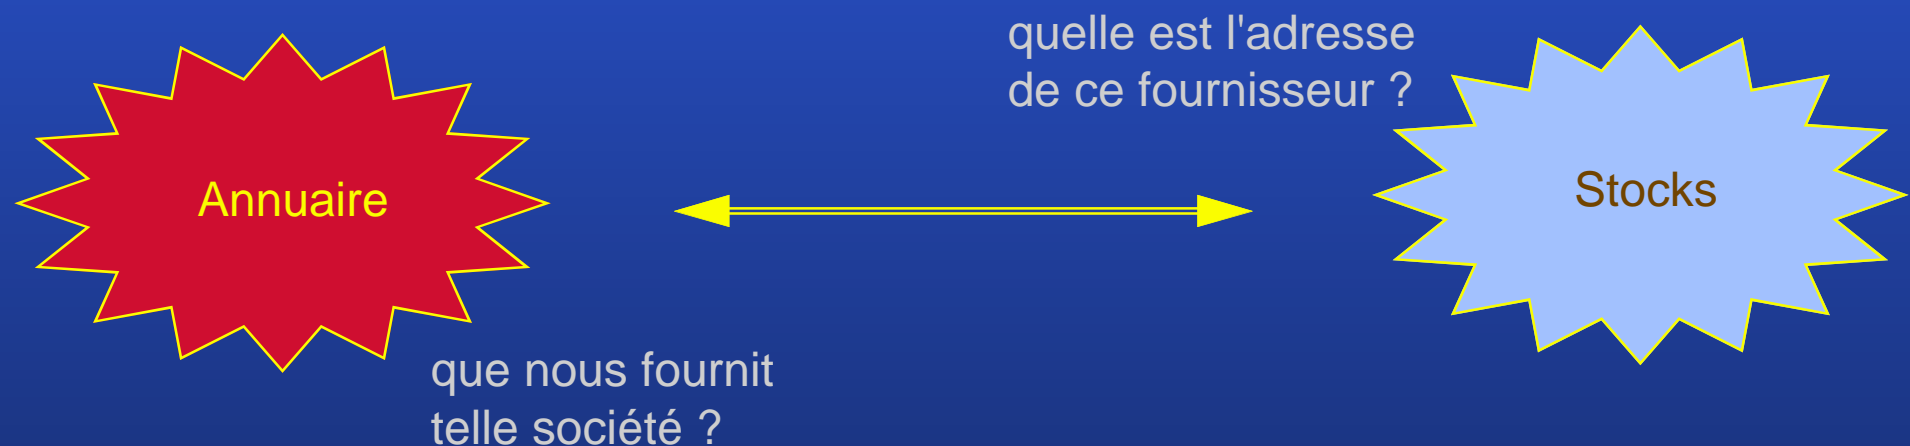 quelle est l'adresse
de ce fournisseur ?
Annuaire
Stocks
que nous fournit
telle société ?